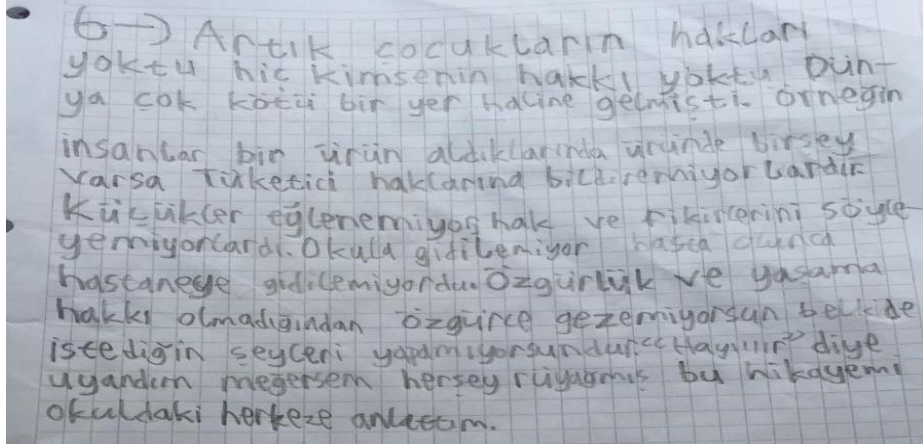 6→) Artık çocukların hakları
yoktu hiç kimsenin hakkı yoktu Dün-
ya çok kötü bir yer haline gelmişti. örneğin
insanlar bir ürün aldıklarında üründe birşey
varsa Tüketici haklarına bildiremiyorlardır
Küçükler eğlenemiyor hak ve fikirlerini söyle
yemiyorlardı. Okula gidilemiyor hasta olunca
hastaneye gidilemiyordu. Özgürlük ve yaşama
hakkı olmadığından özgürce gezemiyorsun belkide
istediğin şeyleri yapamıyorsundur. "Hayııır" diye
uyandım meğersem herşey rüyaymış bu hikayemi
okuldaki herkeze anlattım.